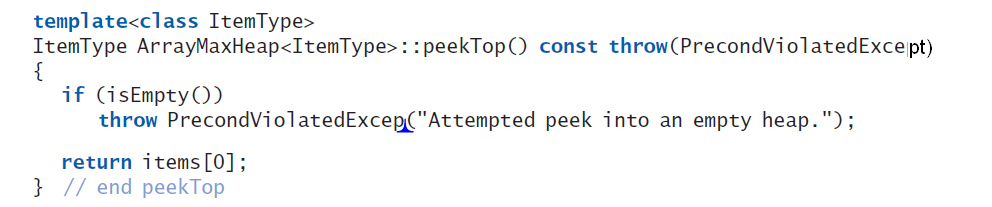 template<class ItemType>
ItemType ArrayMaxHeap<ItemType>::peekTop() const throw(PrecondViolatedExcept)
{
if (isEmpty())
throw PrecondViolatedExcep("Attempted peek into an empty heap.");
return items[0];
} // end peekTop